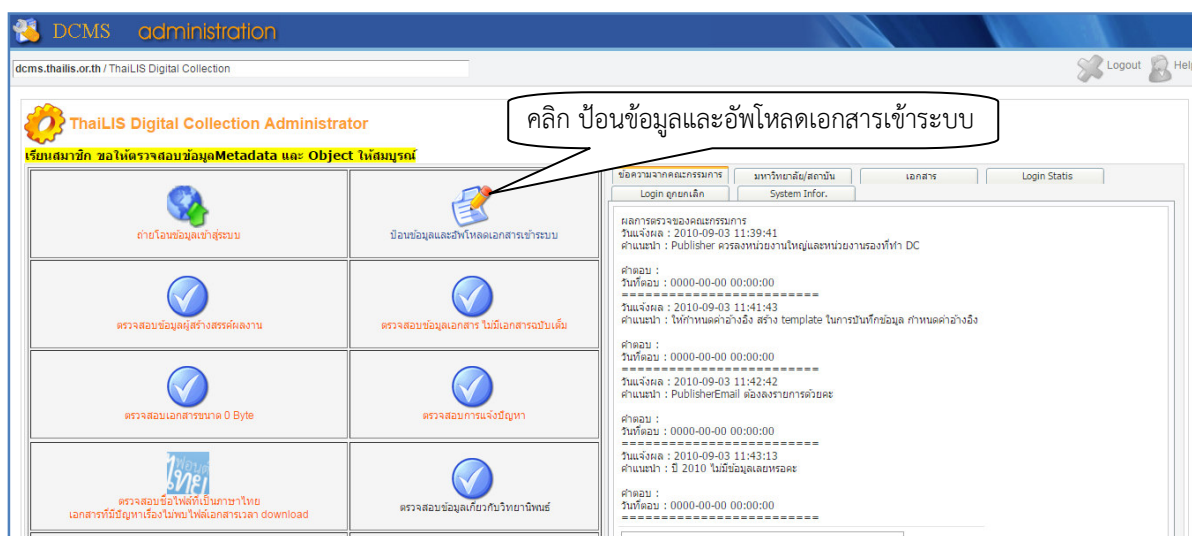 DCMS administration
dcms.thailis.or.th / ThaiLIS Digital Collection
Logout
Help
คลิก ป้อนข้อมูลและอัพโหลดเอกสารเข้าระบบ
ThaiLIS Digital Collection Administrator
เรียนสมาชิก ขอให้ตรวจสอบข้อมูลMetadata และ Object ให้สมบูรณ์
ถ่ายโอนข้อมูลเข้าสู่ระบบ
ป้อนข้อมูลและอัพโหลดเอกสารเข้าระบบ
ตรวจสอบข้อมูลผู้สร้างสรรค์ผลงาน
ตรวจสอบข้อมูลเอกสาร ไม่มีเอกสารฉบับเต็ม
ตรวจสอบเอกสารขนาด 0 Byte
ตรวจสอบการแจ้งปัญหา
ฟอนต์
ไทย
ตรวจสอบชื่อไฟล์ที่เป็นภาษาไทย
เอกสารที่มีปัญหาเรื่องไม่พบไฟล์เอกสารเวลา download
ตรวจสอบข้อมูลเกี่ยวกับวิทยานิพนธ์
ข้อความจากคณะกรรมการ
มหาวิทยาลัย/สถาบัน
เอกสาร
Login Statis
Login ถูกยกเลิก
System Infor.
ผลการตรวจของคณะกรรมการ
วันแจ้งผล : 2010-09-03 11:39:41
คำแนะนำ : Publisher ควรลงหน่วยงานใหญ่และหน่วยงานรองที่ทำ DC
คำตอบ :
วันที่ตอบ : 0000-00-00 00:00:00
==========================
วันแจ้งผล : 2010-09-03 11:41:43
คำแนะนำ : ให้กำหนดค่าอ้างอิง สร้าง template ในการบันทึกข้อมูล กำหนดค่าอ้างอิง
คำตอบ :
วันที่ตอบ : 0000-00-00 00:00:00
==========================
วันแจ้งผล : 2010-09-03 11:42:42
คำแนะนำ : PublisherEmail ต้องลงรายการด้วยคะ
คำตอบ :
วันที่ตอบ : 0000-00-00 00:00:00
==========================
วันแจ้งผล : 2010-09-03 11:43:13
คำแนะนำ : ปี 2010 ไม่มีข้อมูลเลยหรอคะ
คำตอบ :
วันที่ตอบ : 0000-00-00 00:00:00
==========================